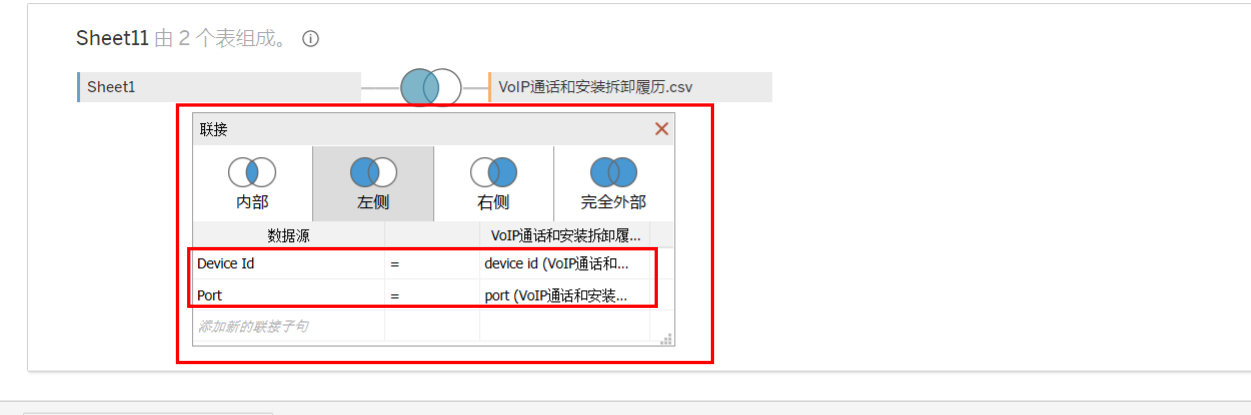 Sheet11 由 2 个表组成。
Sheet1
VoIP通话和安装拆卸履历.csv
联接
内部 左侧 右侧 完全外部
数据源 VoIP通话和安装拆卸履...
Device Id = device id (VoIP通话和...
Port = port (VoIP通话和安装...
添加新的联接子句